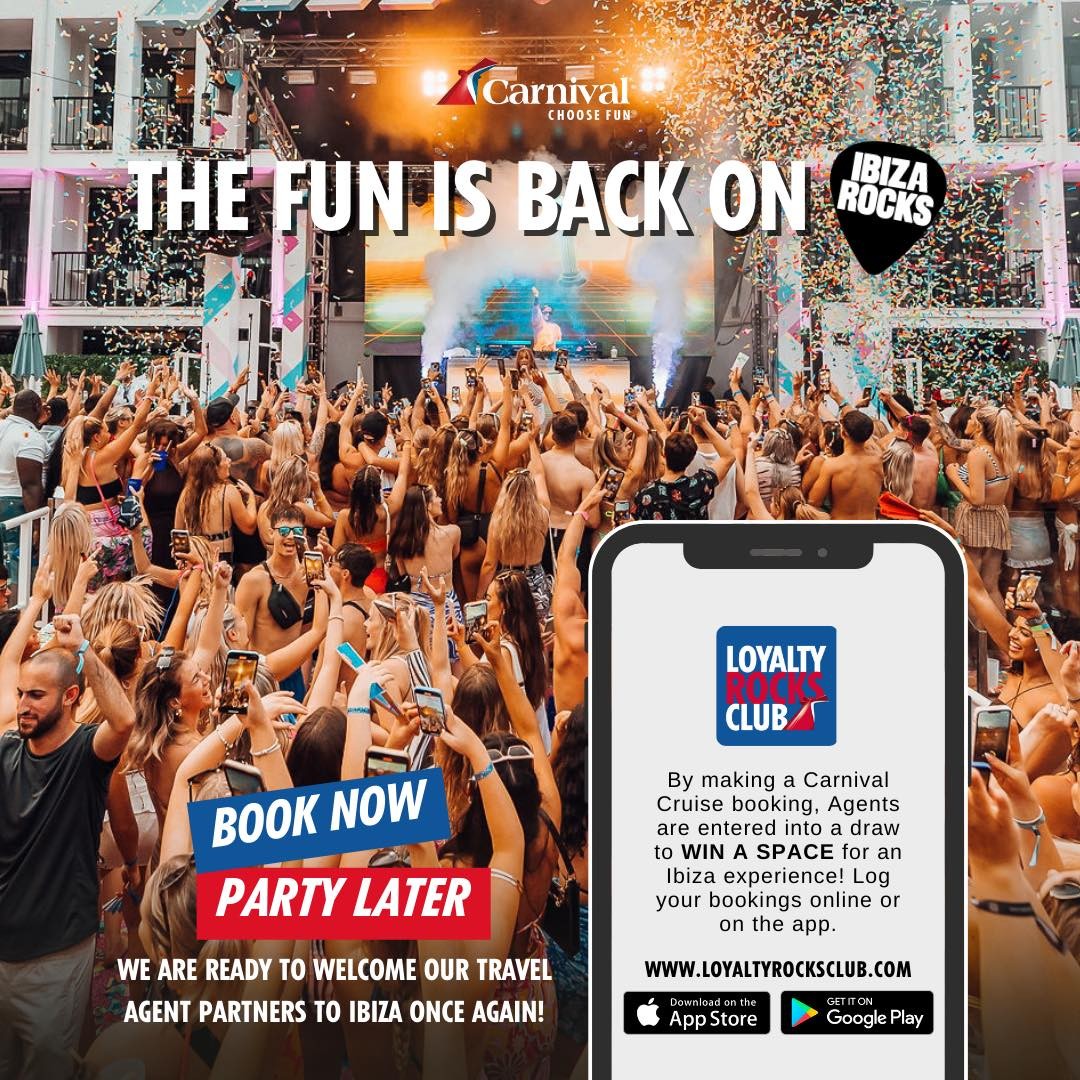 Carnival
CHOOSE FUN
THE FUN IS BACK ON
IBIZA
ROCKS
LOYALTY
ROCKS
CLUB
By making a Carnival
Cruise booking, Agents
are entered into a draw
to WIN A SPACE for an
Ibiza experience! Log
your bookings online or
on the app.
WWW.LOYALTYROCKSCLUB.COM
Download on the
App Store
GET IT ON
Google Play
BOOK NOW
PARTY LATER
WE ARE READY TO WELCOME OUR TRAVEL
AGENT PARTNERS TO IBIZA ONCE AGAIN!